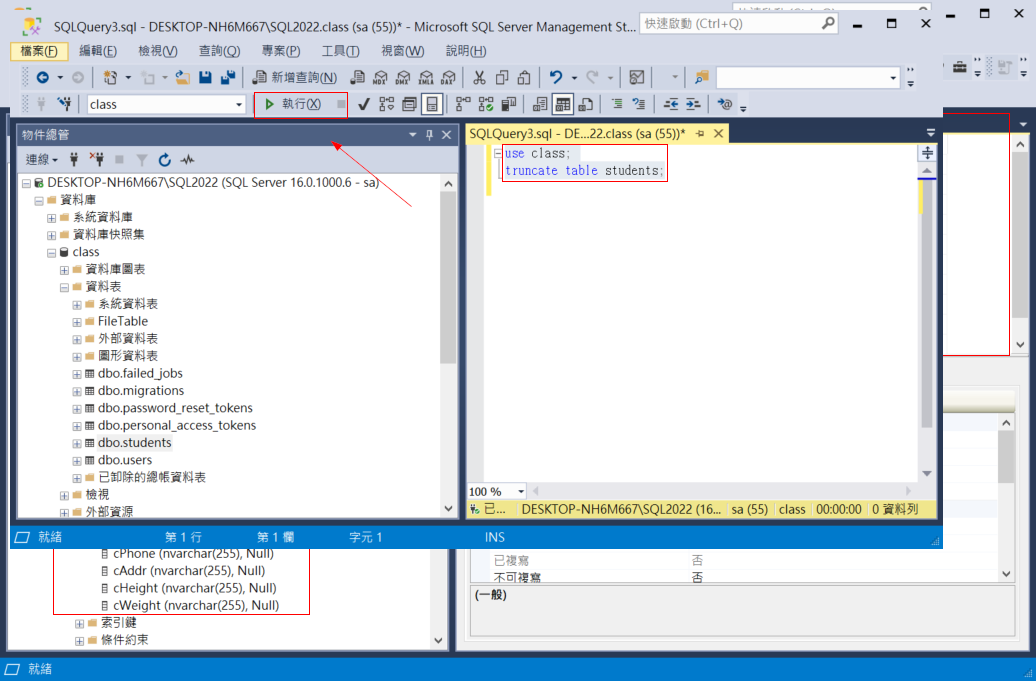 SQLQuery3.sql - DESKTOP-NH6M667\SQL2022.class (sa (55))* - Microsoft SQL Server Management St...
快速啟動 (Ctrl+Q)
檔案(F) 編輯(E) 檢視(V) 查詢(Q) 專案(P) 工具(T) 視窗(W) 說明(H)
新增查詢(N) MDX DMX XMLA DAX
class 執行(X)
物件總管
SQLQuery3.sql - DE...22.class (sa (55))*
連線
use class;
truncate table students;
DESKTOP-NH6M667\SQL2022 (SQL Server 16.0.1000.6 - sa)
資料庫
系統資料庫
資料庫快照集
class
資料庫圖表
資料表
系統資料表
FileTable
外部資料表
圖形資料表
dbo.failed_jobs
dbo.migrations
dbo.password_reset_tokens
dbo.personal_access_tokens
dbo.students
dbo.users
已卸除的總帳資料表
檢視
外部資源
100 %
已... DESKTOP-NH6M667\SQL2022 (16... sa (55) class 00:00:00 0 資料列
就緒 第 1 行 第 1 欄 字元 1 INS
cPhone (nvarchar(255), Null)
cAddr (nvarchar(255), Null)
cHeight (nvarchar(255), Null)
cWeight (nvarchar(255), Null)
索引鍵
條件約束
已複寫 否
不可複寫 否
(一般)
就緒